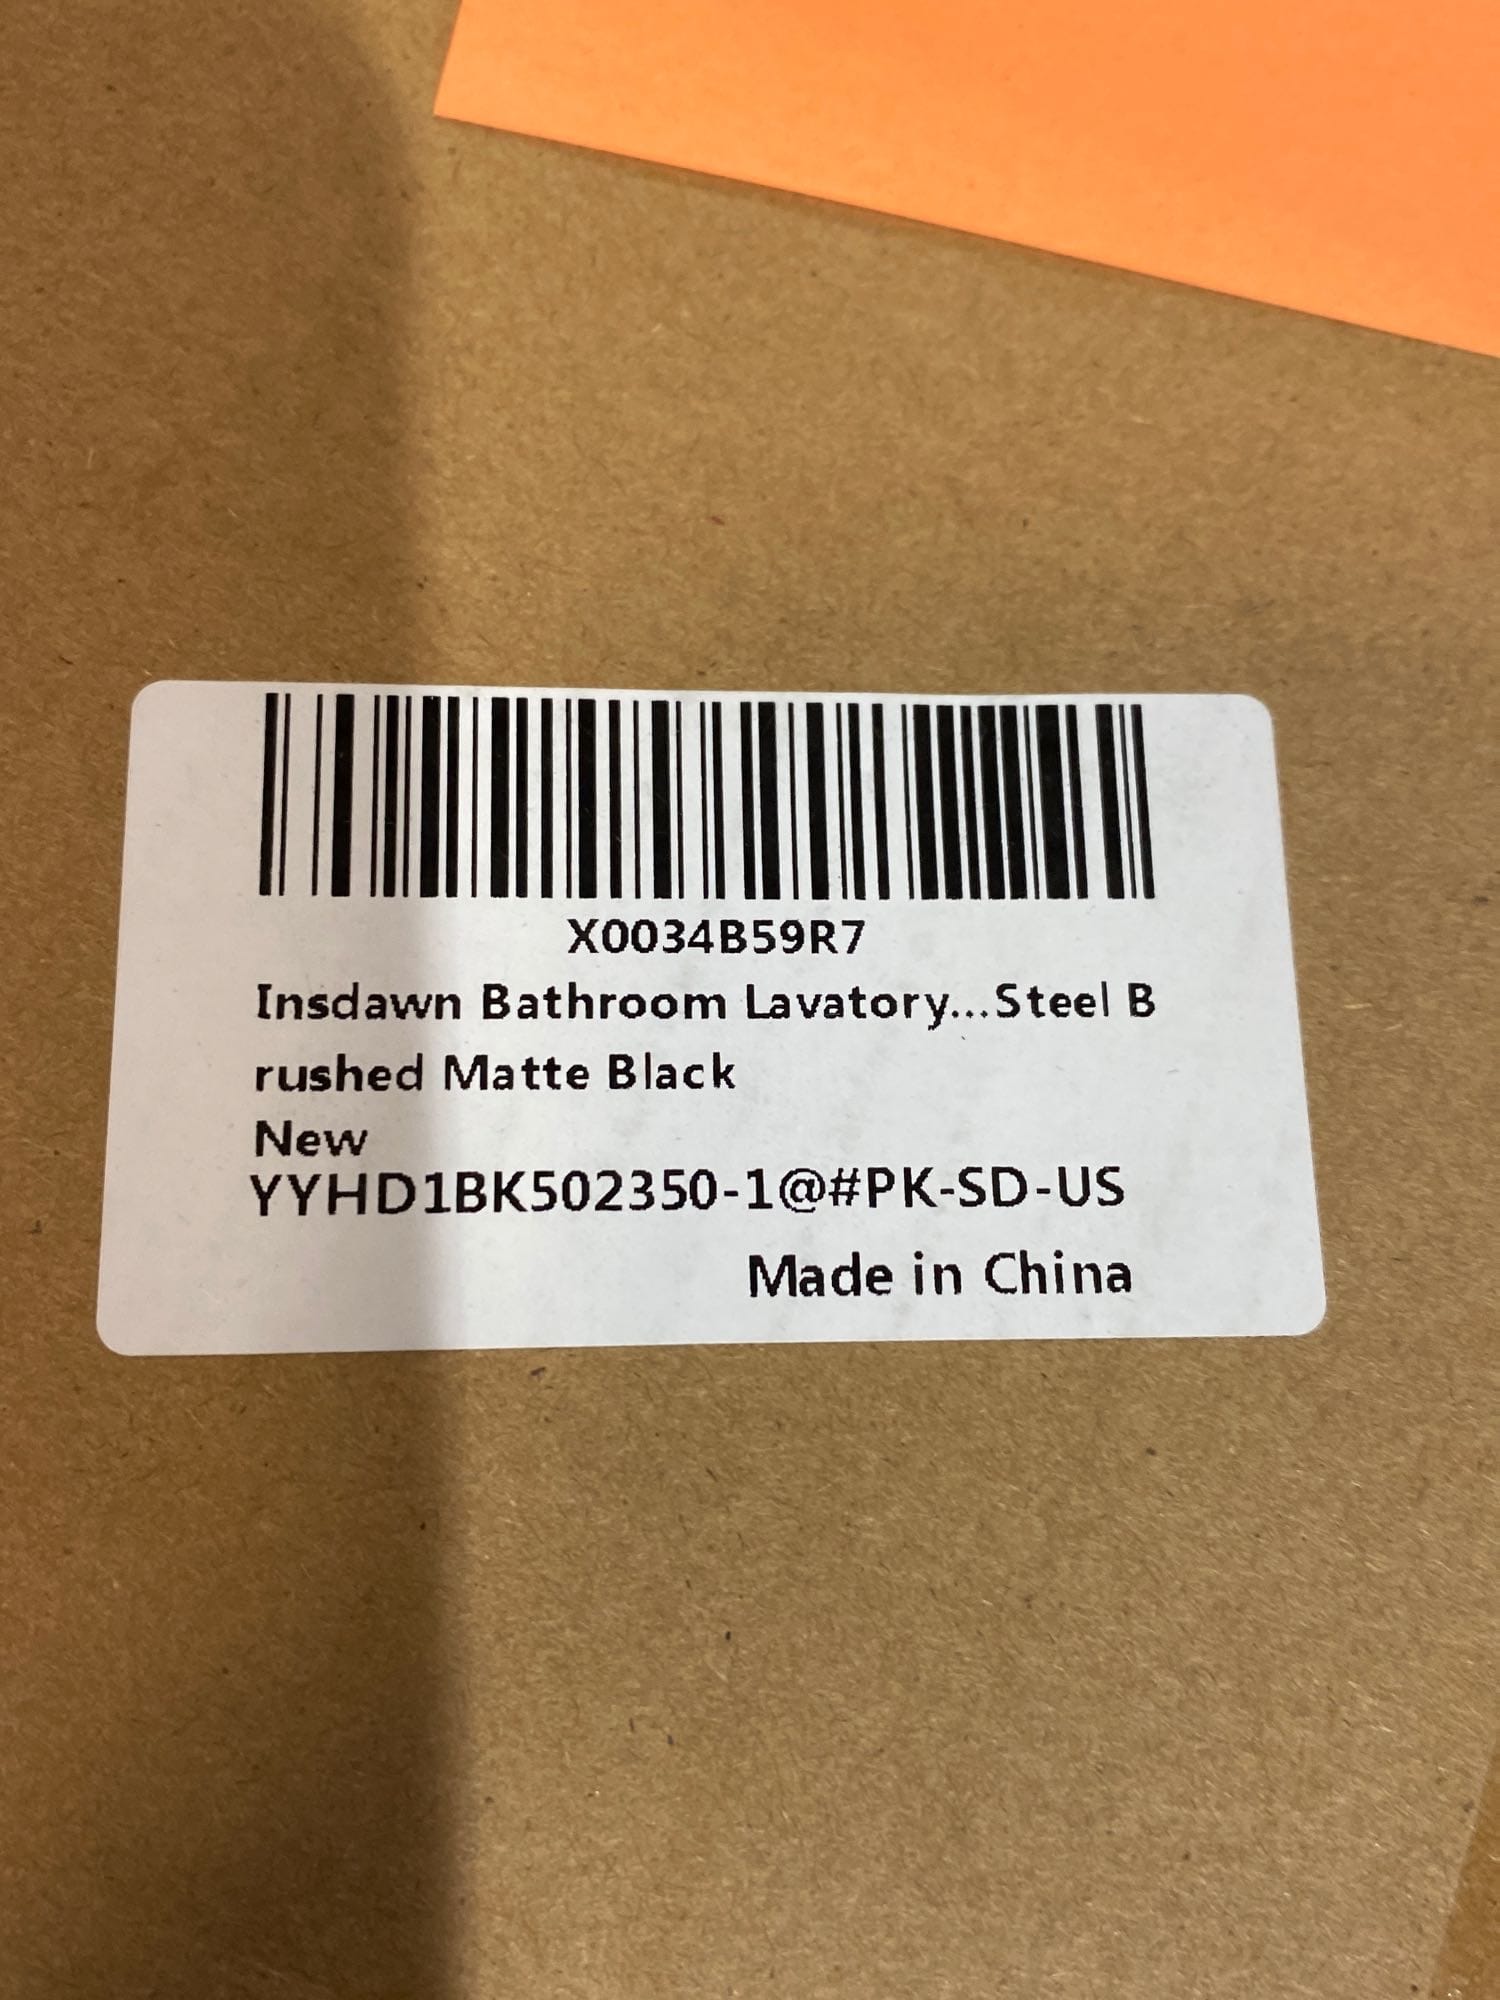 X0034B59R7
Insdawn Bathroom Lavatory...Steel B
rushed Matte Black
New
YYHD1BK502350-1@#PK-SD-US
Made in China